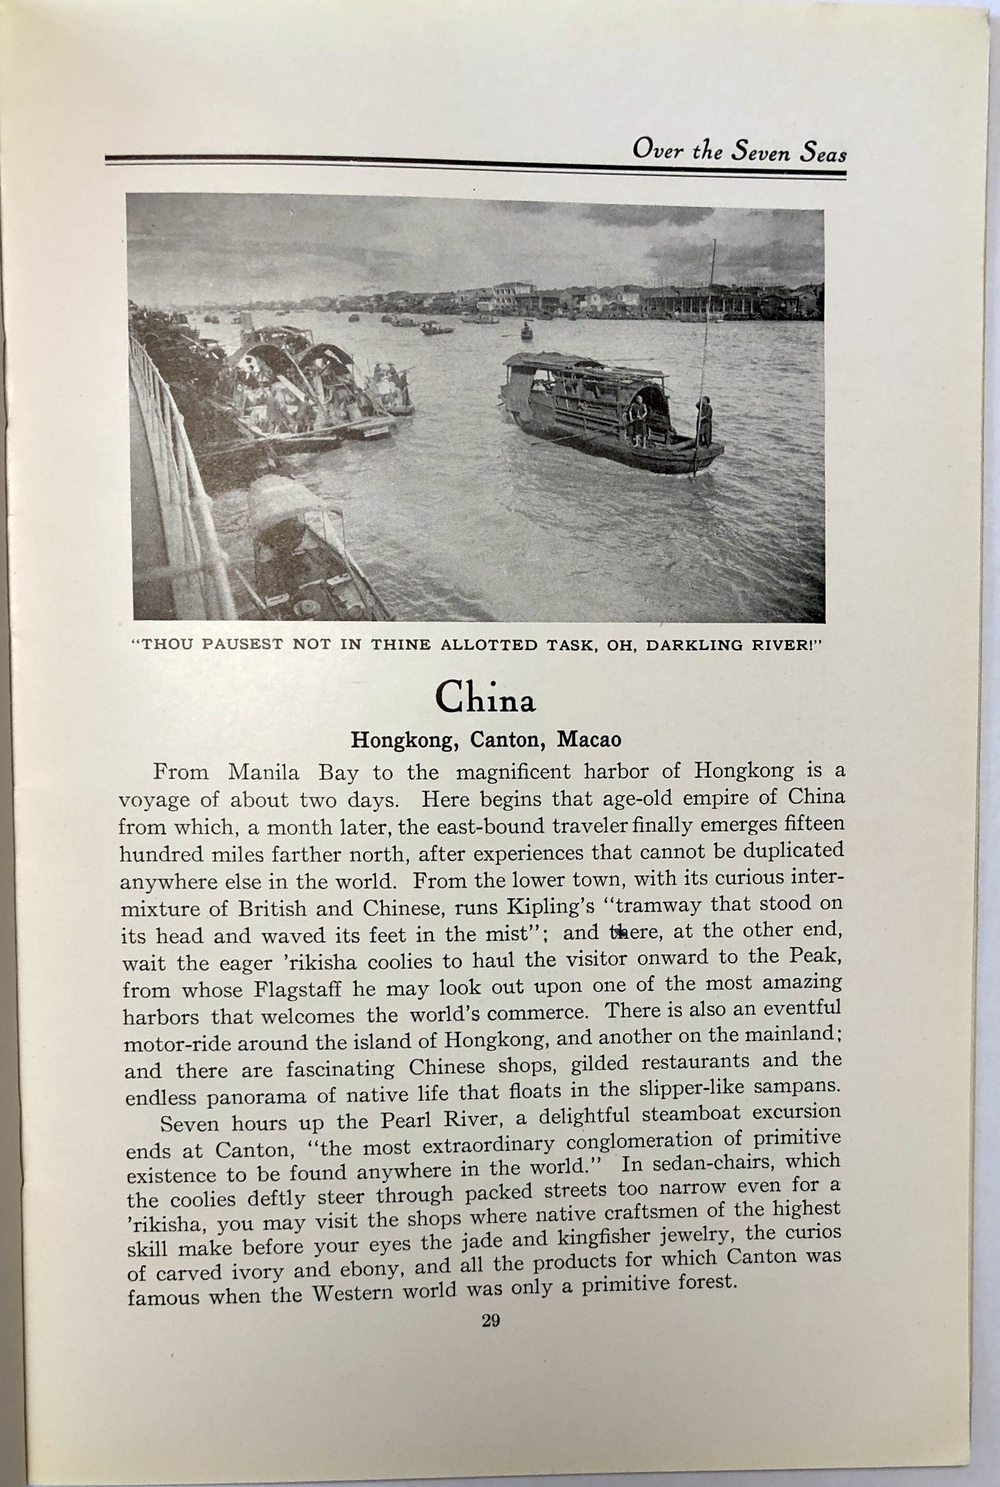 Over the Seven Seas
“THOU PAUSEST NOT IN THINE ALLOTTED TASK, OH, DARKLING RIVER!”
China
Hongkong, Canton, Macao
From Manila Bay to the magnificent harbor of Hongkong is a
voyage of about two days. Here begins that age-old empire of China
from which, a month later, the east-bound traveler finally emerges fifteen
hundred miles farther north, after experiences that cannot be duplicated
anywhere else in the world. From the lower town, with its curious inter-
mixture of British and Chinese, runs Kipling’s “tramway that stood on
its head and waved its feet in the mist”; and there, at the other end,
wait the eager ’rikisha coolies to haul the visitor onward to the Peak,
from whose Flagstaff he may look out upon one of the most amazing
harbors that welcomes the world’s commerce. There is also an eventful
motor-ride around the island of Hongkong, and another on the mainland;
and there are fascinating Chinese shops, gilded restaurants and the
endless panorama of native life that floats in the slipper-like sampans.
Seven hours up the Pearl River, a delightful steamboat excursion
ends at Canton, “the most extraordinary conglomeration of primitive
existence to be found anywhere in the world.” In sedan-chairs, which
the coolies deftly steer through packed streets too narrow even for a
’rikisha, you may visit the shops where native craftsmen of the highest
skill make before your eyes the jade and kingfisher jewelry, the curios
of carved ivory and ebony, and all the products for which Canton was
famous when the Western world was only a primitive forest.
29